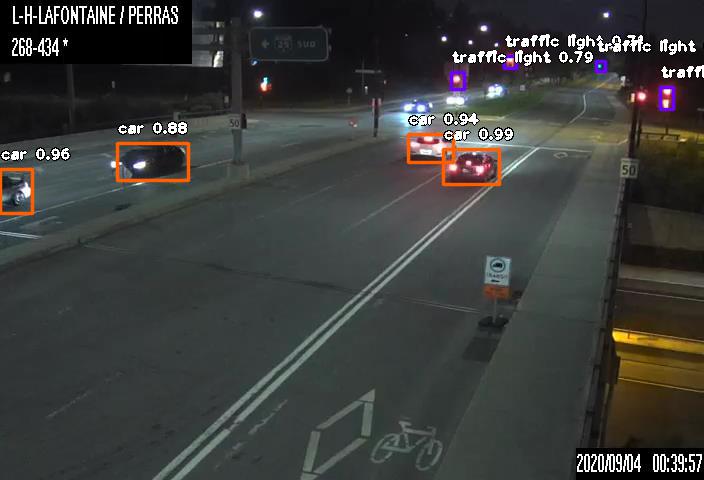 L-H-LAFONTAINE / PERRAS
268-434 *
25 SUD
traffic light 0.71
traffic light
traffic light 0.79
traffi
car 0.94
car 0.99
car 0.88
car 0.96
50
50
TRANSIT
2020/09/04 00:39:57